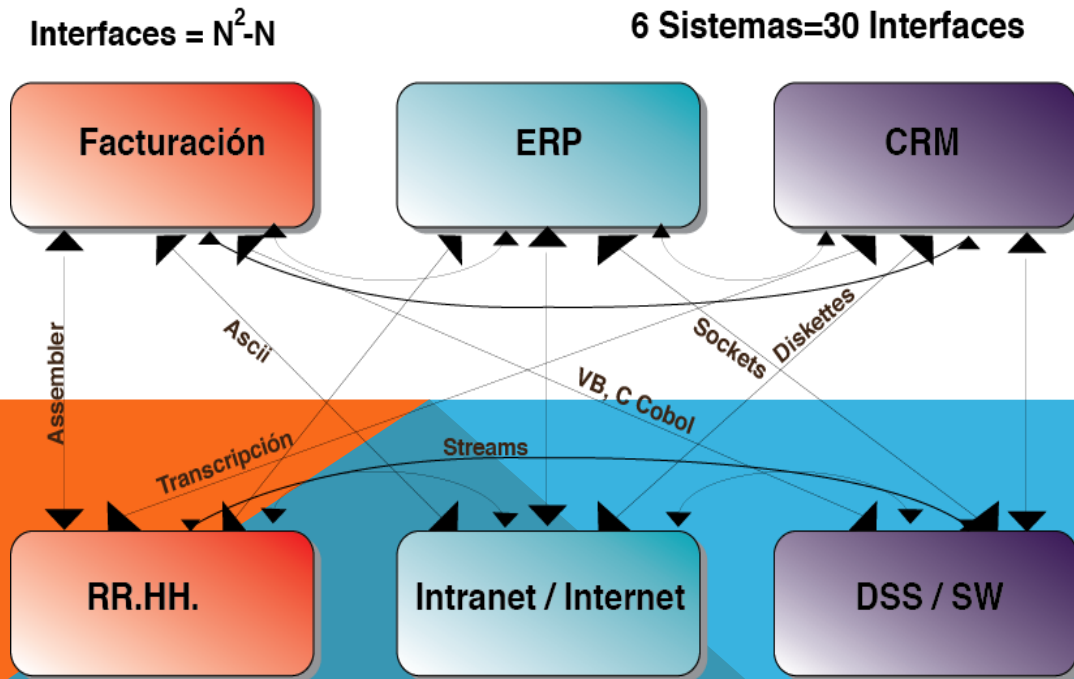 Interfaces = N²-N
6 Sistemas=30 Interfaces
Facturación
ERP
CRM
Assembler
Ascii
Sockets
Diskettes
VB, C Cobol
Transcripción
Streams
RR.HH.
Intranet / Internet
DSS / SW